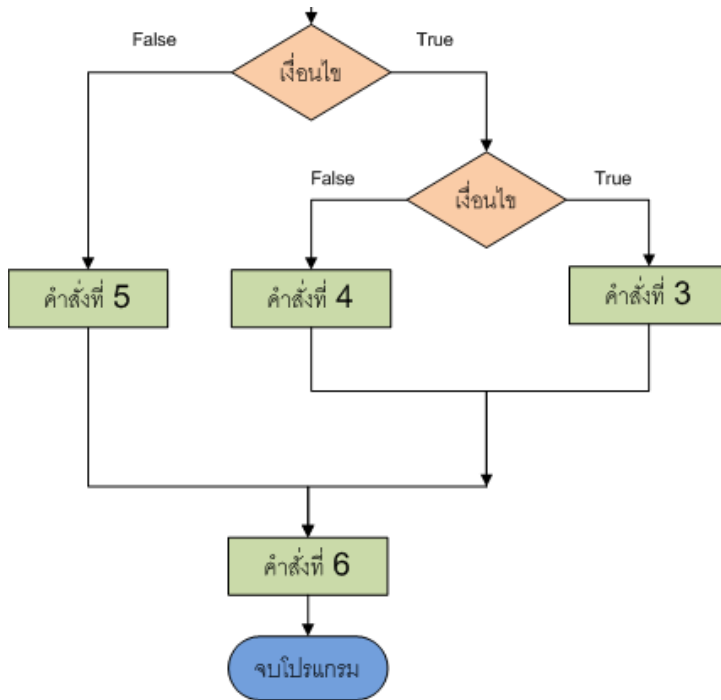 False
True
เงื่อนไข
False
True
เงื่อนไข
คำสั่งที่ 5
คำสั่งที่ 4
คำสั่งที่ 3
คำสั่งที่ 6
จบโปรแกรม